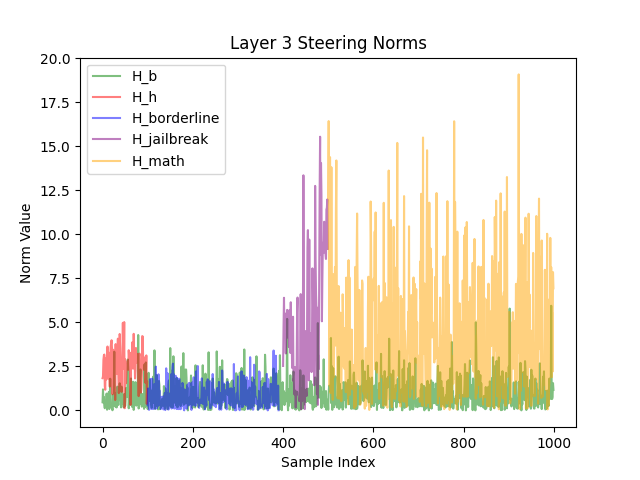 Layer 3 Steering Norms
H_b
H_h
H_borderline
H_jailbreak
H_math
Norm Value
20.0
17.5
15.0
12.5
10.0
7.5
5.0
2.5
0.0
0 200 400 600 800 1000
Sample Index